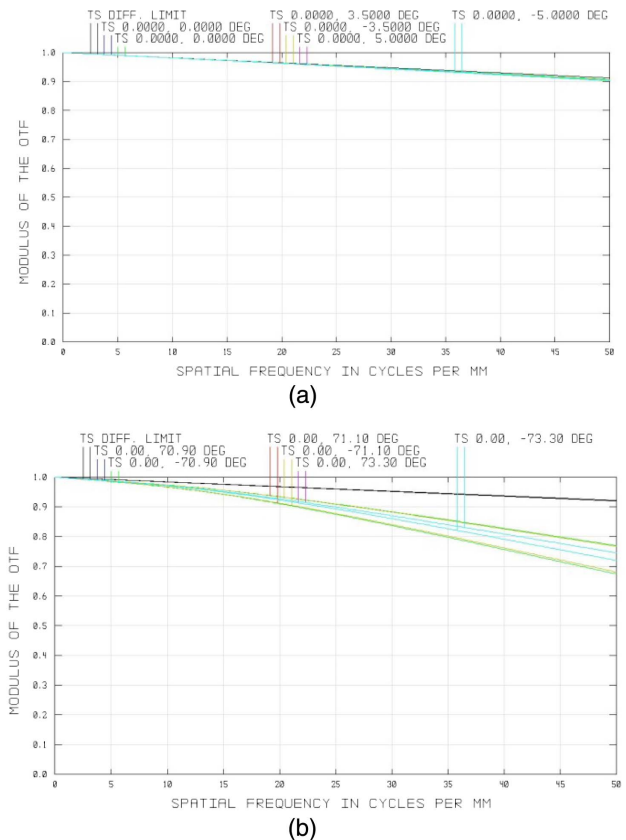 TS DIFF. LIMIT TS 0.0000, 3.5000 DEG TS 0.0000, -5.0000 DEG
TS 0.0000, 0.0000 DEG TS 0.0000, -3.5000 DEG
TS 0.0000, 0.0000 DEG TS 0.0000, 5.0000 DEG
1.0
0.9
0.8
0.7
0.6
0.5
0.4
0.3
0.2
0.1
0.0
MODULUS OF THE OTF
0 5 10 15 20 25 30 35 40 45 50
SPATIAL FREQUENCY IN CYCLES PER MM
(a)
TS DIFF. LIMIT TS 0.00, 71.10 DEG TS 0.00, -73.30 DEG
TS 0.00, 70.90 DEG TS 0.00, -71.10 DEG
TS 0.00, -70.90 DEG TS 0.00, 73.30 DEG
1.0
0.9
0.8
0.7
0.6
0.5
0.4
0.3
0.2
0.1
0.0
MODULUS OF THE OTF
0 5 10 15 20 25 30 35 40 45 50
SPATIAL FREQUENCY IN CYCLES PER MM
(b)